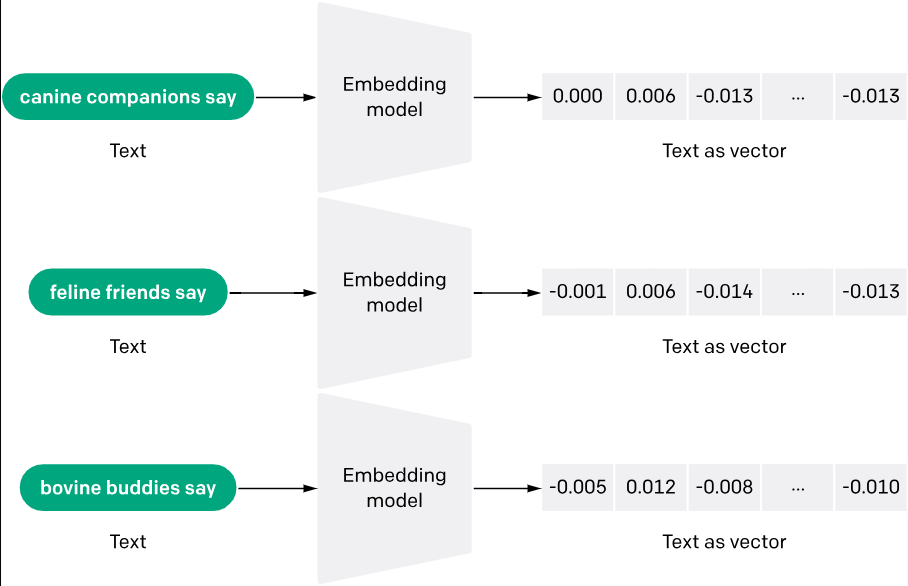 canine companions say
Embedding
model
0.000 0.006 -0.013 ... -0.013
Text
Text as vector
feline friends say
Embedding
model
-0.001 0.006 -0.014 ... -0.013
Text
Text as vector
bovine buddies say
Embedding
model
-0.005 0.012 -0.008 ... -0.010
Text
Text as vector